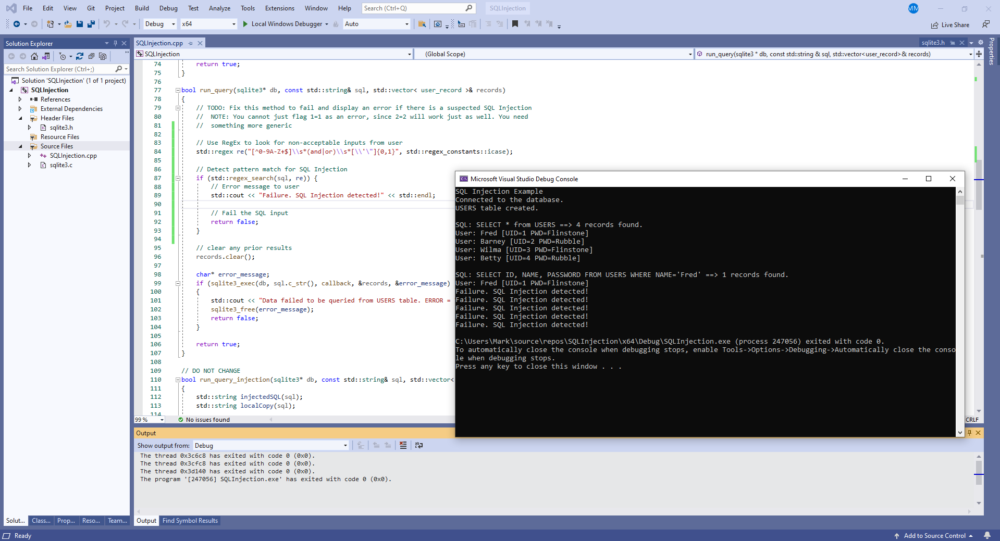 File Edit View Git Project Build Debug Test Analyze Tools Extensions Window Help Search (Ctrl+Q) SQLInjection MM
Debug x64 Local Windows Debugger Auto Live Share
Solution Explorer
Search Solution Explorer (Ctrl+;)
Solution 'SQLInjection' (1 of 1 project)
SQLInjection
References
External Dependencies
Header Files
sqlite3.h
Resource Files
Source Files
SQLInjection.cpp
sqlite3.c
Solut... Class... Prop... Reso... Team...
SQLInjection.cpp sqlite3.h
Properties
SQLInjection (Global Scope) run_query(sqlite3 * db, const std::string & sql, std::vector<user_record> & records)
74 return true;
75 }
76
77 bool run_query(sqlite3* db, const std::string& sql, std::vector< user_record >& records)
78 {
79 // TODO: Fix this method to fail and display an error if there is a suspected SQL Injection
80 // NOTE: You cannot just flag 1=1 as an error, since 2=2 will work just as well. You need
81 // something more generic
82
83 // Use RegEx to look for non-acceptable inputs from user
84 std::regex re("[^0-9A-Z+$]\\s*(and|or)\\s*[\\'\"]{0,1}", std::regex_constants::icase);
85
86 // Detect pattern match for SQL Injection
87 if (std::regex_search(sql, re)) {
88 // Error message to user
89 std::cout << "Failure. SQL Injection detected!" << std::endl;
90
91 // Fail the SQL input
92 return false;
93 }
94
95 // clear any prior results
96 records.clear();
97
98 char* error_message;
99 if (sqlite3_exec(db, sql.c_str(), callback, &records, &error_message)
100 {
101 std::cout << "Data failed to be queried from USERS table. ERROR =
102 sqlite3_free(error_message);
103 return false;
104 }
105
106 return true;
107 }
108
109 // DO NOT CHANGE
110 bool run_query_injection(sqlite3* db, const std::string& sql, std::vector<
111 {
112 std::string injectedSQL(sql);
113 std::string localCopy(sql);
114
99 % No issues found CRLF
Microsoft Visual Studio Debug Console
SQL Injection Example
Connected to the database.
USERS table created.
SQL: SELECT * from USERS ==> 4 records found.
User: Fred [UID=1 PWD=Flinstone]
User: Barney [UID=2 PWD=Rubble]
User: Wilma [UID=3 PWD=Flinstone]
User: Betty [UID=4 PWD=Rubble]
SQL: SELECT ID, NAME, PASSWORD FROM USERS WHERE NAME='Fred' ==> 1 records found.
User: Fred [UID=1 PWD=Flinstone]
Failure. SQL Injection detected!
Failure. SQL Injection detected!
Failure. SQL Injection detected!
Failure. SQL Injection detected!
Failure. SQL Injection detected!
C:\Users\Mark\source\repos\SQLInjection\x64\Debug\SQLInjection.exe (process 247056) exited with code 0.
To automatically close the console when debugging stops, enable Tools->Options->Debugging->Automatically close the conso
le when debugging stops.
Press any key to close this window . . .
Output
Show output from: Debug
The thread 0x3c6c8 has exited with code 0 (0x0).
The thread 0x3cfc8 has exited with code 0 (0x0).
The thread 0x3d140 has exited with code 0 (0x0).
The program '[247056] SQLInjection.exe' has exited with code 0 (0x0).
Output Find Symbol Results
Ready Add to Source Control